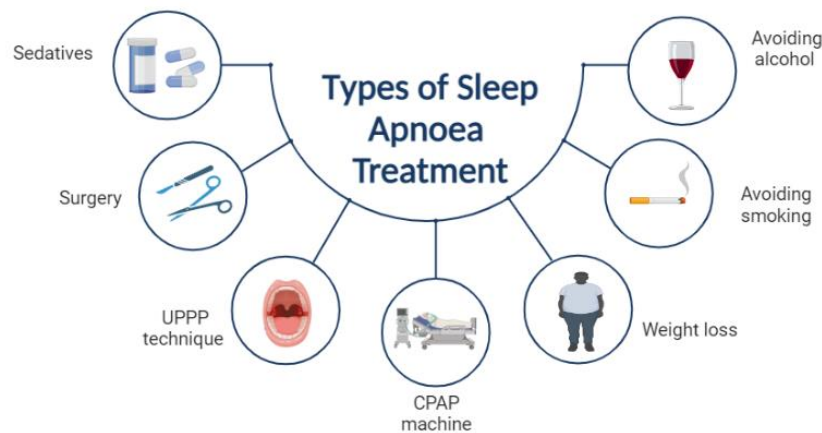 Types of Sleep
Apnoea
Treatment
Sedatives
Surgery
UPPP
technique
CPAP
machine
Weight loss
Avoiding
smoking
Avoiding
alcohol